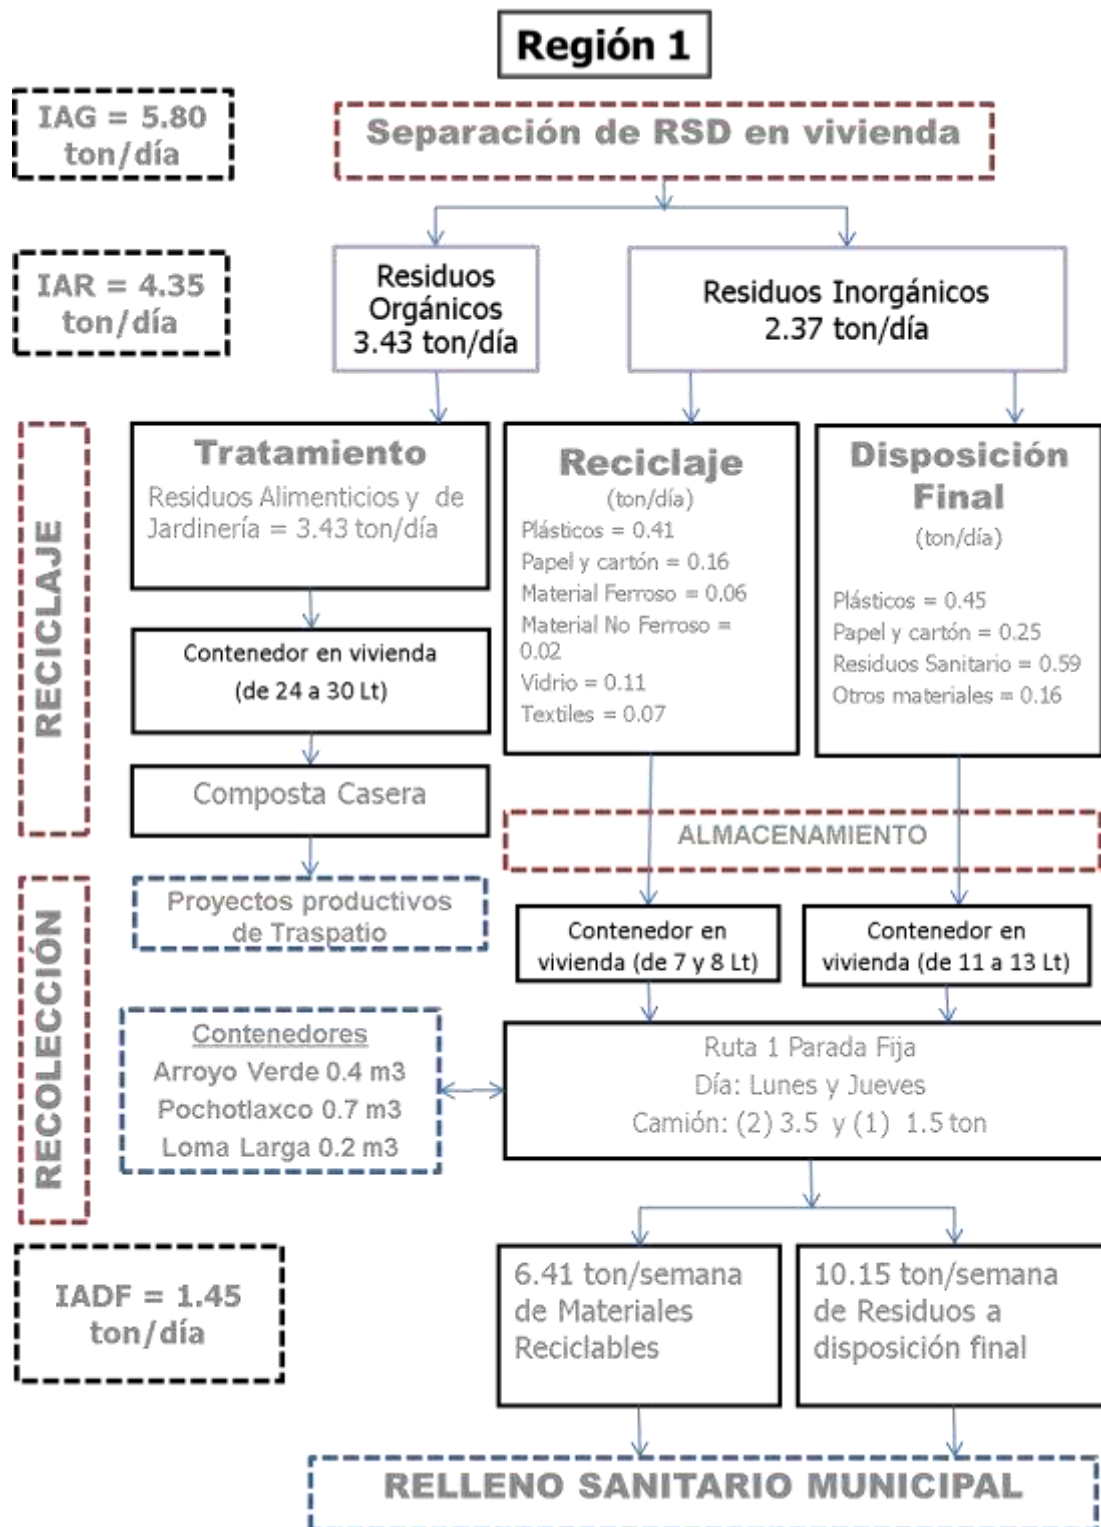 Región 1
IAG = 5.80
ton/día
Separación de RSD en vivienda
IAR = 4.35
ton/día
Residuos
Orgánicos
3.43 ton/día
Residuos Inorgánicos
2.37 ton/día
RECICLAJE
Tratamiento
Residuos Alimenticios y de
Jardinería = 3.43 ton/día
Contenedor en vivienda
(de 24 a 30 Lt)
Composta Casera
Proyectos productivos
de Traspatio
Reciclaje
(ton/día)
Plásticos = 0.41
Papel y cartón = 0.16
Material Ferroso = 0.06
Material No Ferroso =
0.02
Vidrio = 0.11
Textiles = 0.07
Disposición
Final
(ton/día)
Plásticos = 0.45
Papel y cartón = 0.25
Residuos Sanitario = 0.59
Otros materiales = 0.16
ALMACENAMIENTO
RECOLECCIÓN
Contenedor en
vivienda (de 7 y 8 Lt)
Contenedor en
vivienda (de 11 a 13 Lt)
Contenedores
Arroyo Verde 0.4 m3
Pochotlaxco 0.7 m3
Loma Larga 0.2 m3
Ruta 1 Parada Fija
Día: Lunes y Jueves
Camión: (2) 3.5 y (1) 1.5 ton
IADF = 1.45
ton/día
6.41 ton/semana
de Materiales
Reciclables
10.15 ton/semana
de Residuos a
disposición final
RELLENO SANITARIO MUNICIPAL